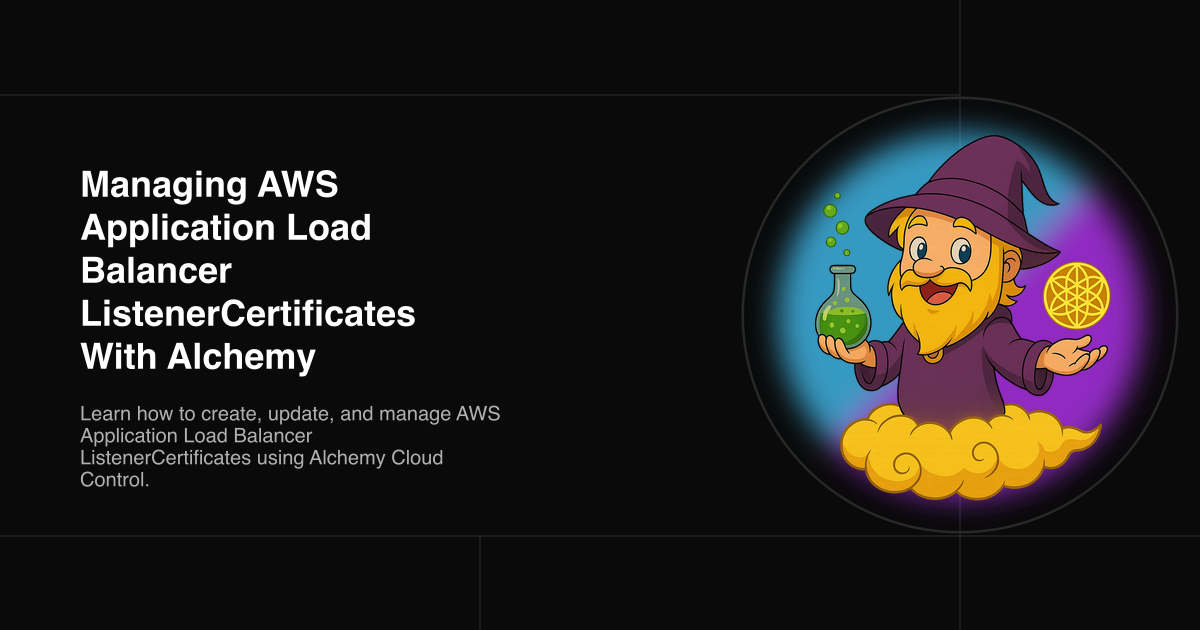 Managing AWS
Application Load
Balancer
ListenerCertificates
With Alchemy
Learn how to create, update, and manage AWS
Application Load Balancer
ListenerCertificates using Alchemy Cloud
Control.